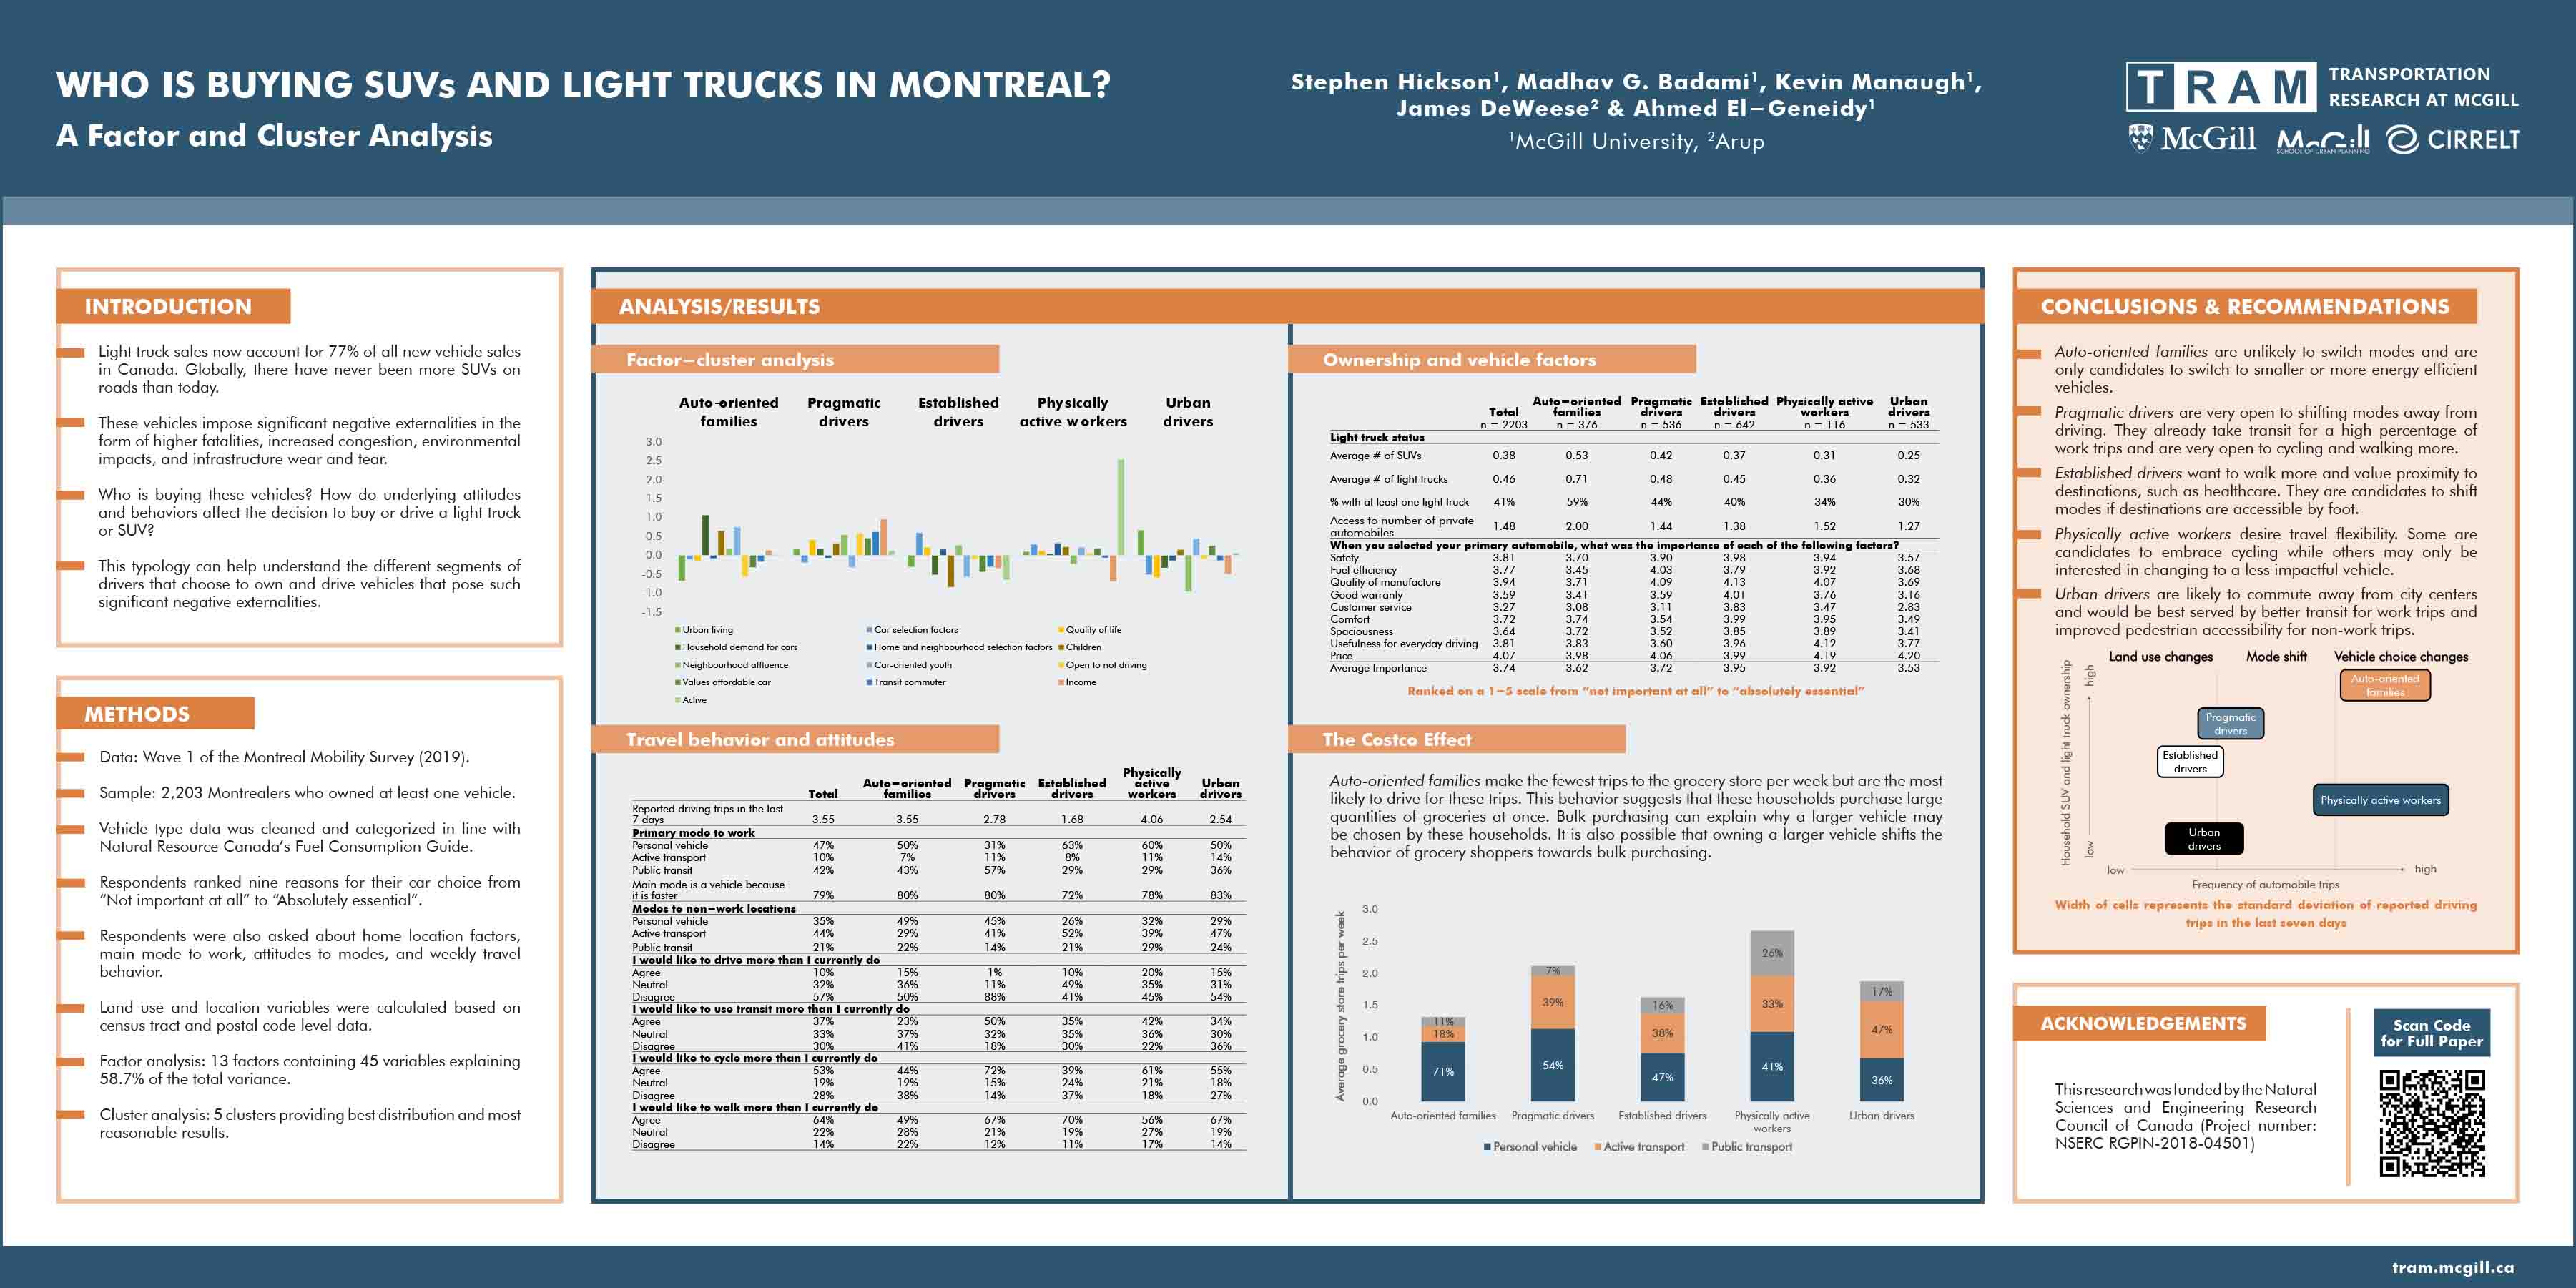 WHO IS BUYING SUVs AND LIGHT TRUCKS IN MONTREAL?
A Factor and Cluster Analysis
Stephen Hickson¹, Madhav G. Badami¹, Kevin Manaugh¹,
James DeWeese² & Ahmed El-Geneidy¹
¹McGill University, ²Arup
TRAM TRANSPORTATION
RESEARCH AT MCGILL
McGill McGill CIRRELT
SCHOOL OF URBAN PLANNING
INTRODUCTION
Light truck sales now account for 77% of all new vehicle sales
in Canada. Globally, there have never been more SUVs on
roads than today.
These vehicles impose significant negative externalities in the
form of higher fatalities, increased congestion, environmental
impacts, and infrastructure wear and tear.
Who is buying these vehicles? How do underlying attitudes
and behaviors affect the decision to buy or drive a light truck
or SUV?
This typology can help understand the different segments of
drivers that choose to own and drive vehicles that pose such
significant negative externalities.
METHODS
Data: Wave 1 of the Montreal Mobility Survey (2019).
Sample: 2,203 Montrealers who owned at least one vehicle.
Vehicle type data was cleaned and categorized in line with
Natural Resource Canada's Fuel Consumption Guide.
Respondents ranked nine reasons for their car choice from
“Not important at all” to “Absolutely essential”.
Respondents were also asked about home location factors,
main mode to work, attitudes to modes, and weekly travel
behavior.
Land use and location variables were calculated based on
census tract and postal code level data.
Factor analysis: 13 factors containing 45 variables explaining
58.7% of the total variance.
Cluster analysis: 5 clusters providing best distribution and most
reasonable results.
ANALYSIS/RESULTS
Factor-cluster analysis
Auto-oriented families Pragmatic drivers Established drivers Physically active workers Urban drivers
3.0
2.5
2.0
1.5
1.0
0.5
0.0
-0.5
-1.0
-1.5
Urban living Car selection factors Quality of life
Household demand for cars Home and neighbourhood selection factors Children
Neighbourhood affluence Car-oriented youth Open to not driving
Values affordable car Transit commuter Income
Active
Travel behavior and attitudes
Total Auto-oriented families Pragmatic drivers Established drivers Physically active workers Urban drivers
Reported driving trips in the last
7 days 3.55 3.55 2.78 1.68 4.06 2.54
Primary mode to work
Personal vehicle 47% 50% 31% 63% 60% 50%
Active transport 10% 7% 11% 8% 11% 14%
Public transit 42% 43% 57% 29% 29% 36%
Main mode is a vehicle because
it is faster 79% 80% 80% 72% 78% 83%
Modes to non-work locations
Personal vehicle 35% 49% 45% 26% 32% 29%
Active transport 44% 29% 41% 52% 39% 47%
Public transit 21% 22% 14% 21% 29% 24%
I would like to drive more than I currently do
Agree 10% 15% 1% 10% 20% 15%
Neutral 32% 36% 11% 49% 35% 31%
Disagree 57% 50% 88% 41% 45% 54%
I would like to use transit more than I currently do
Agree 37% 23% 50% 35% 42% 34%
Neutral 33% 37% 32% 35% 36% 30%
Disagree 30% 41% 18% 30% 22% 36%
I would like to cycle more than I currently do
Agree 53% 44% 72% 39% 61% 55%
Neutral 19% 19% 15% 24% 21% 18%
Disagree 28% 38% 14% 37% 18% 27%
I would like to walk more than I currently do
Agree 64% 49% 67% 70% 56% 67%
Neutral 22% 28% 21% 19% 27% 19%
Disagree 14% 22% 12% 11% 17% 14%
Ownership and vehicle factors
Total Auto-oriented families Pragmatic drivers Established drivers Physically active workers Urban drivers
n = 2203 n = 376 n = 536 n = 642 n = 116 n = 533
Light truck status
Average # of SUVs 0.38 0.53 0.42 0.37 0.31 0.25
Average # of light trucks 0.46 0.71 0.48 0.45 0.36 0.32
% with at least one light truck 41% 59% 44% 40% 34% 30%
Access to number of private
automobiles 1.48 2.00 1.44 1.38 1.52 1.27
When you selected your primary automobile, what was the importance of each of the following factors?
Safety 3.81 3.70 3.90 3.98 3.94 3.57
Fuel efficiency 3.77 3.45 4.03 3.79 3.92 3.68
Quality of manufacture 3.94 3.71 4.09 4.13 4.07 3.69
Good warranty 3.59 3.41 3.59 4.01 3.76 3.16
Customer service 3.27 3.08 3.11 3.83 3.47 2.83
Comfort 3.72 3.74 3.54 3.99 3.95 3.49
Spaciousness 3.64 3.72 3.52 3.85 3.89 3.41
Usefulness for everyday driving 3.81 3.83 3.60 3.96 4.12 3.77
Price 4.07 3.98 4.06 3.99 4.19 4.20
Average Importance 3.74 3.62 3.72 3.95 3.92 3.53
Ranked on a 1-5 scale from “not important at all” to “absolutely essential”
The Costco Effect
Auto-oriented families make the fewest trips to the grocery store per week but are the most
likely to drive for these trips. This behavior suggests that these households purchase large
quantities of groceries at once. Bulk purchasing can explain why a larger vehicle may
be chosen by these households. It is also possible that owning a larger vehicle shifts the
behavior of grocery shoppers towards bulk purchasing.
Average grocery store trips per week
3.0
2.5
2.0
1.5
1.0
0.5
0.0
11% 18% 71%
7% 39% 54%
16% 38% 47%
26% 33% 41%
17% 47% 36%
Auto-oriented families Pragmatic drivers Established drivers Physically active workers Urban drivers
Personal vehicle Active transport Public transport
CONCLUSIONS & RECOMMENDATIONS
Auto-oriented families are unlikely to switch modes and are
only candidates to switch to smaller or more energy efficient
vehicles.
Pragmatic drivers are very open to shifting modes away from
driving. They already take transit for a high percentage of
work trips and are very open to cycling and walking more.
Established drivers want to walk more and value proximity to
destinations, such as healthcare. They are candidates to shift
modes if destinations are accessible by foot.
Physically active workers desire travel flexibility. Some are
candidates to embrace cycling while others may only be
interested in changing to a less impactful vehicle.
Urban drivers are likely to commute away from city centers
and would be best served by better transit for work trips and
improved pedestrian accessibility for non-work trips.
Land use changes Mode shift Vehicle choice changes
Household SUV and light truck ownership
high
low
Auto-oriented
families
Pragmatic
drivers
Established
drivers
Physically active workers
Urban
drivers
low high
Frequency of automobile trips
Width of cells represents the standard deviation of reported driving
trips in the last seven days
ACKNOWLEDGEMENTS
This research was funded by the Natural
Sciences and Engineering Research
Council of Canada (Project number:
NSERC RGPIN-2018-04501)
Scan Code
for Full Paper
tram.mcgill.ca